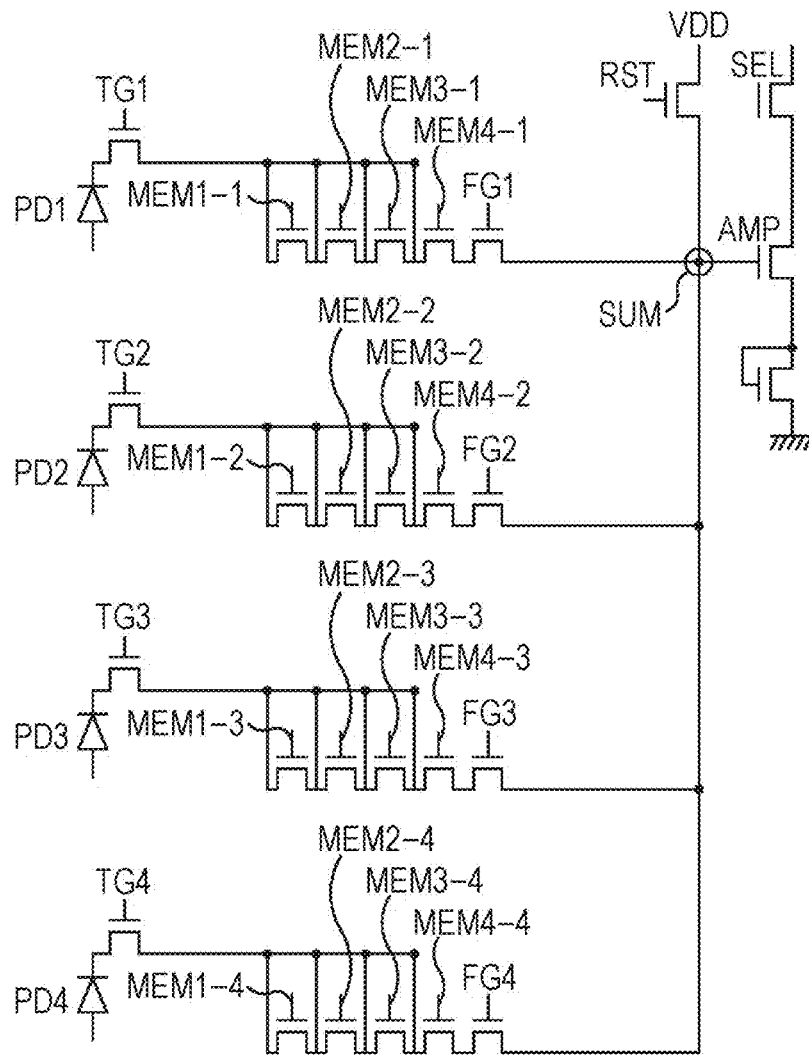 VDD
MEM2-1
RST
SEL
TG1
MEM3-1
MEM4-1
PD1
MEM1-1
FG1
AMP
SUM
MEM2-2
TG2
MEM3-2
MEM4-2
PD2
MEM1-2
FG2
MEM2-3
TG3
MEM3-3
MEM4-3
PD3
MEM1-3
FG3
MEM2-4
TG4
MEM3-4
MEM4-4
PD4
MEM1-4
FG4